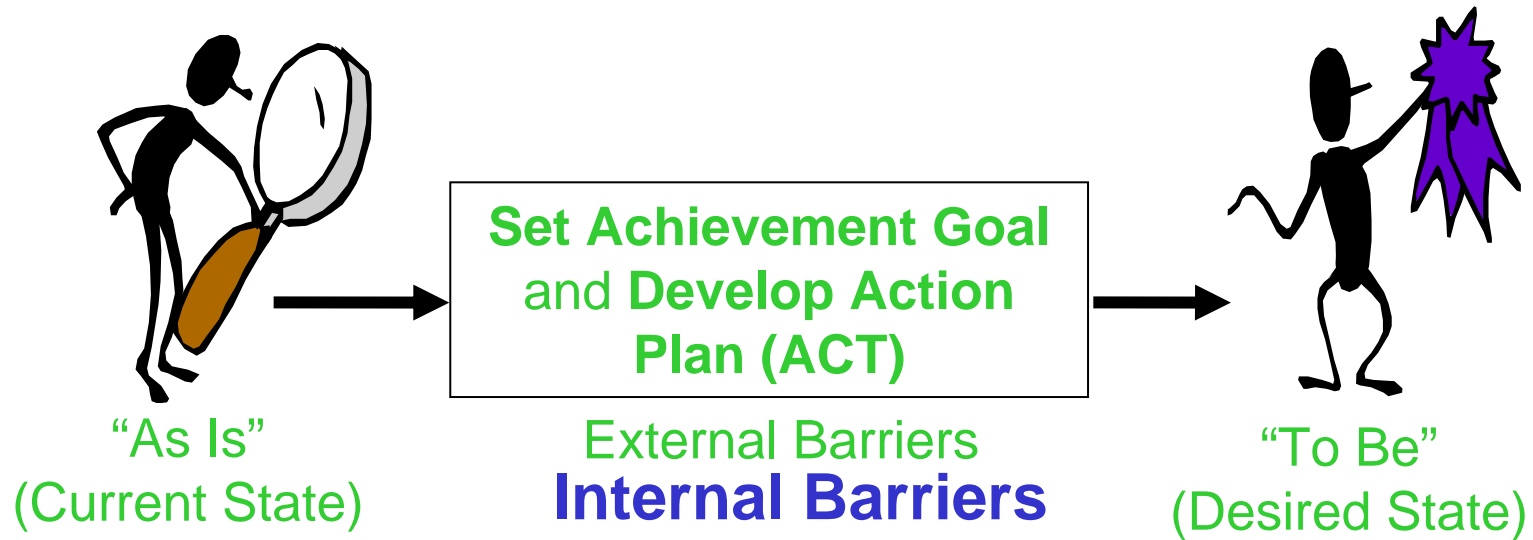 Set Achievement Goal
and Develop Action
Plan (ACT)
“As Is”
(Current State)
External Barriers
Internal Barriers
“To Be”
(Desired State)